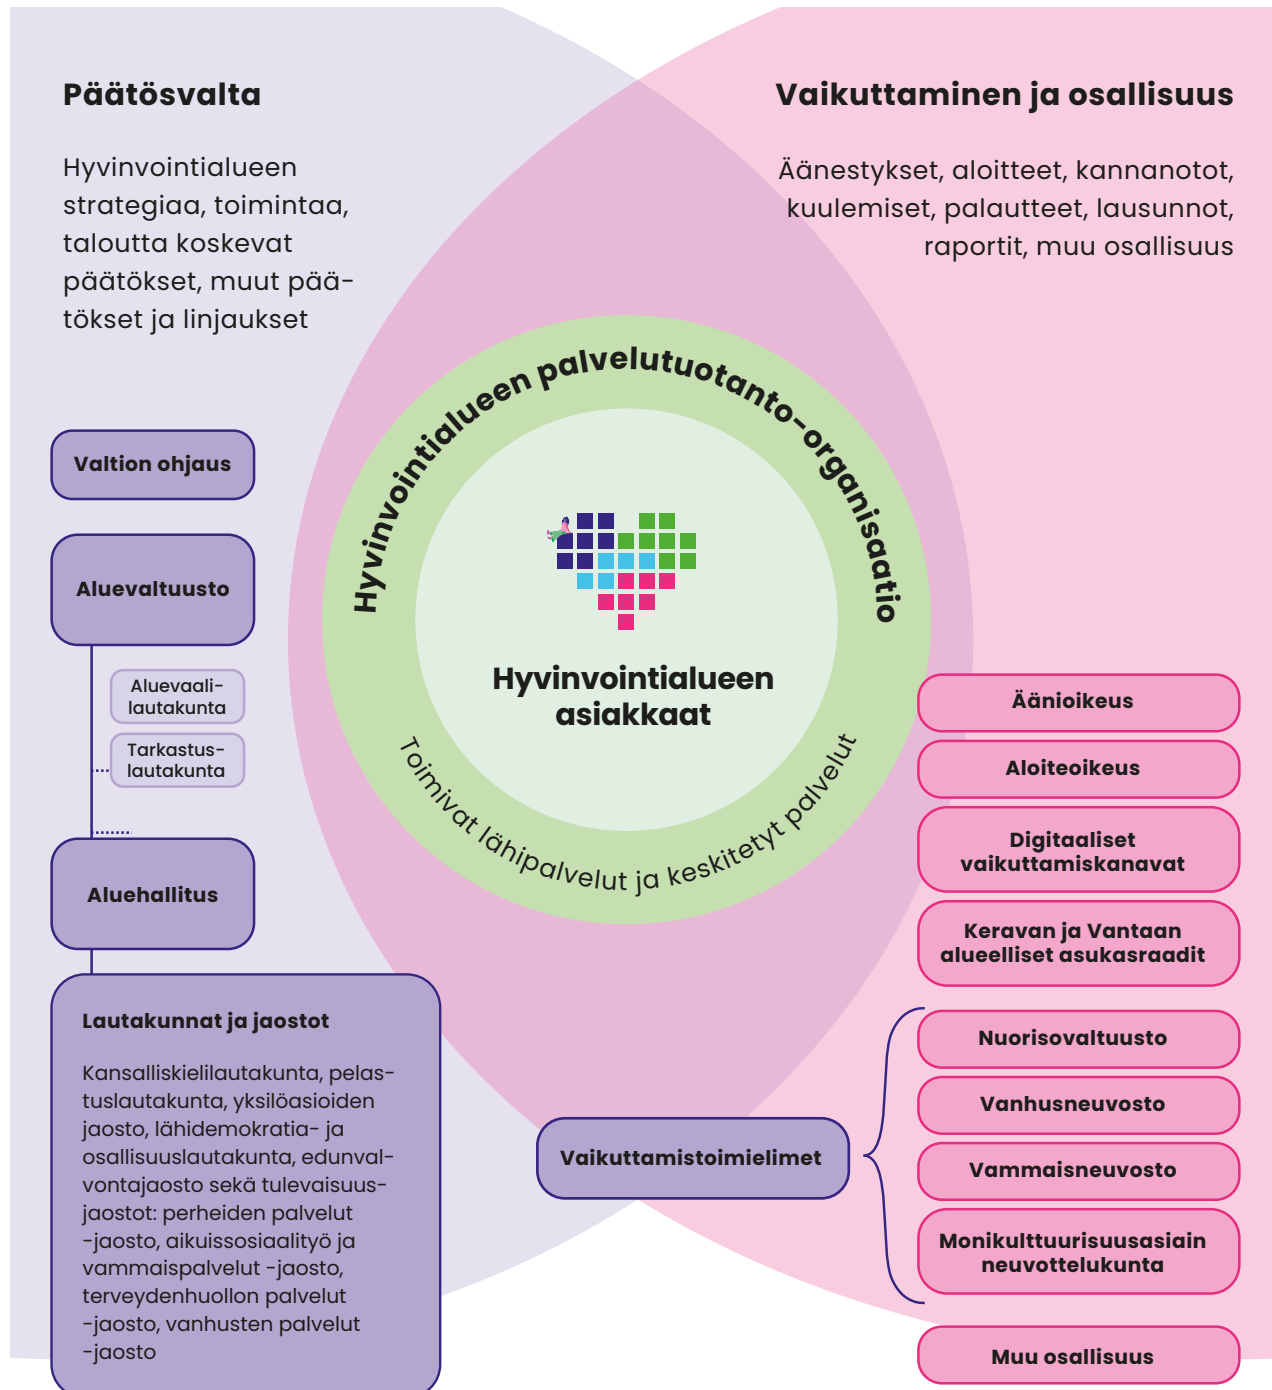 Päätösvalta
Hyvinvointialueen
strategiaa, toimintaa,
taloutta koskevat
päätökset, muut pää-
tökset ja linjaukset
Vaikuttaminen ja osallisuus
Äänestykset, aloitteet, kannanotot,
kuulemiset, palautteet, lausunnot,
raportit, muu osallisuus
Hyvinvointialueen palvelutuotanto-organisaatio
Hyvinvointialueen
asiakkaat
Toimivat lähipalvelut ja keskitetyt palvelut
Valtion ohjaus
Aluevaltuusto
Aluevaali-
lautakunta
Tarkastus-
lautakunta
Aluehallitus
Lautakunnat ja jaostot
Kansalliskielilautakunta, pelas-
tuslautakunta, yksilöasioiden
jaosto, lähidemokratia- ja
osallisuuslautakunta, edunval-
vontajaosto sekä tulevaisuus-
jaostot: perheiden palvelut
-jaosto, aikuissosiaalityö ja
vammaispalvelut -jaosto,
terveydenhuollon palvelut
-jaosto, vanhusten palvelut
-jaosto
Äänioikeus
Aloiteoikeus
Digitaaliset
vaikuttamiskanavat
Keravan ja Vantaan
alueelliset asukasraadit
Vaikuttamistoimielimet
Nuorisovaltuusto
Vanhusneuvosto
Vammaisneuvosto
Monikulttuurisuusasiain
neuvottelukunta
Muu osallisuus